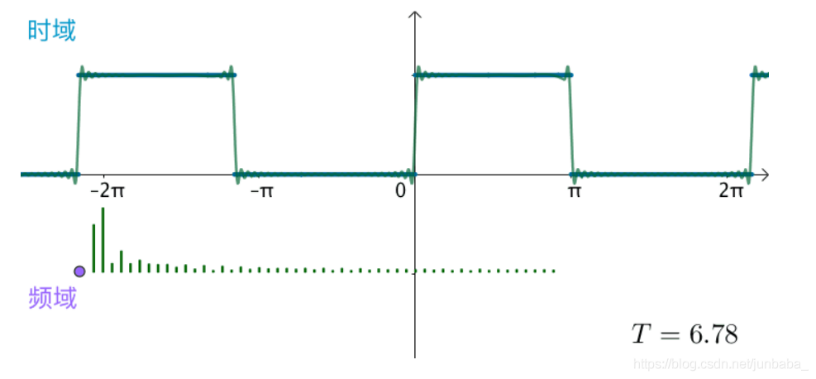 时域
-2π -π 0 π 2π
频域
T = 6.78
https://blog.csdn.net/junbaba_